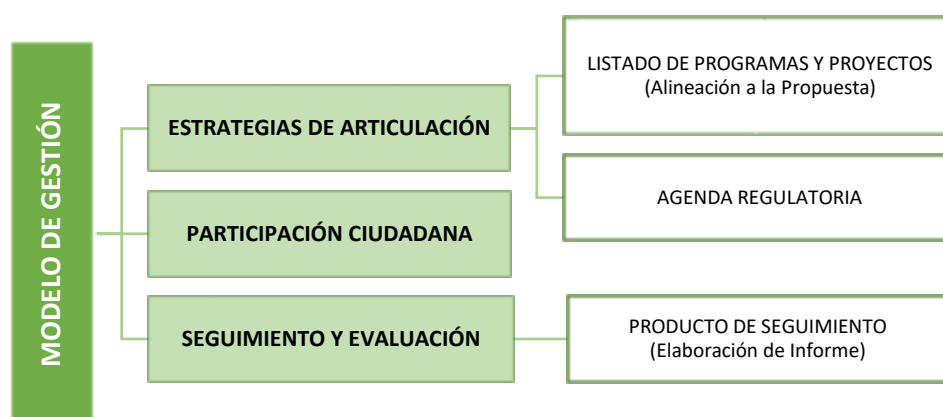 MODELO DE GESTIÓN
ESTRATEGIAS DE ARTICULACIÓN
LISTADO DE PROGRAMAS Y PROYECTOS
(Alineación a la Propuesta)
AGENDA REGULATORIA
PARTICIPACIÓN CIUDADANA
SEGUIMIENTO Y EVALUACIÓN
PRODUCTO DE SEGUIMIENTO
(Elaboración de Informe)